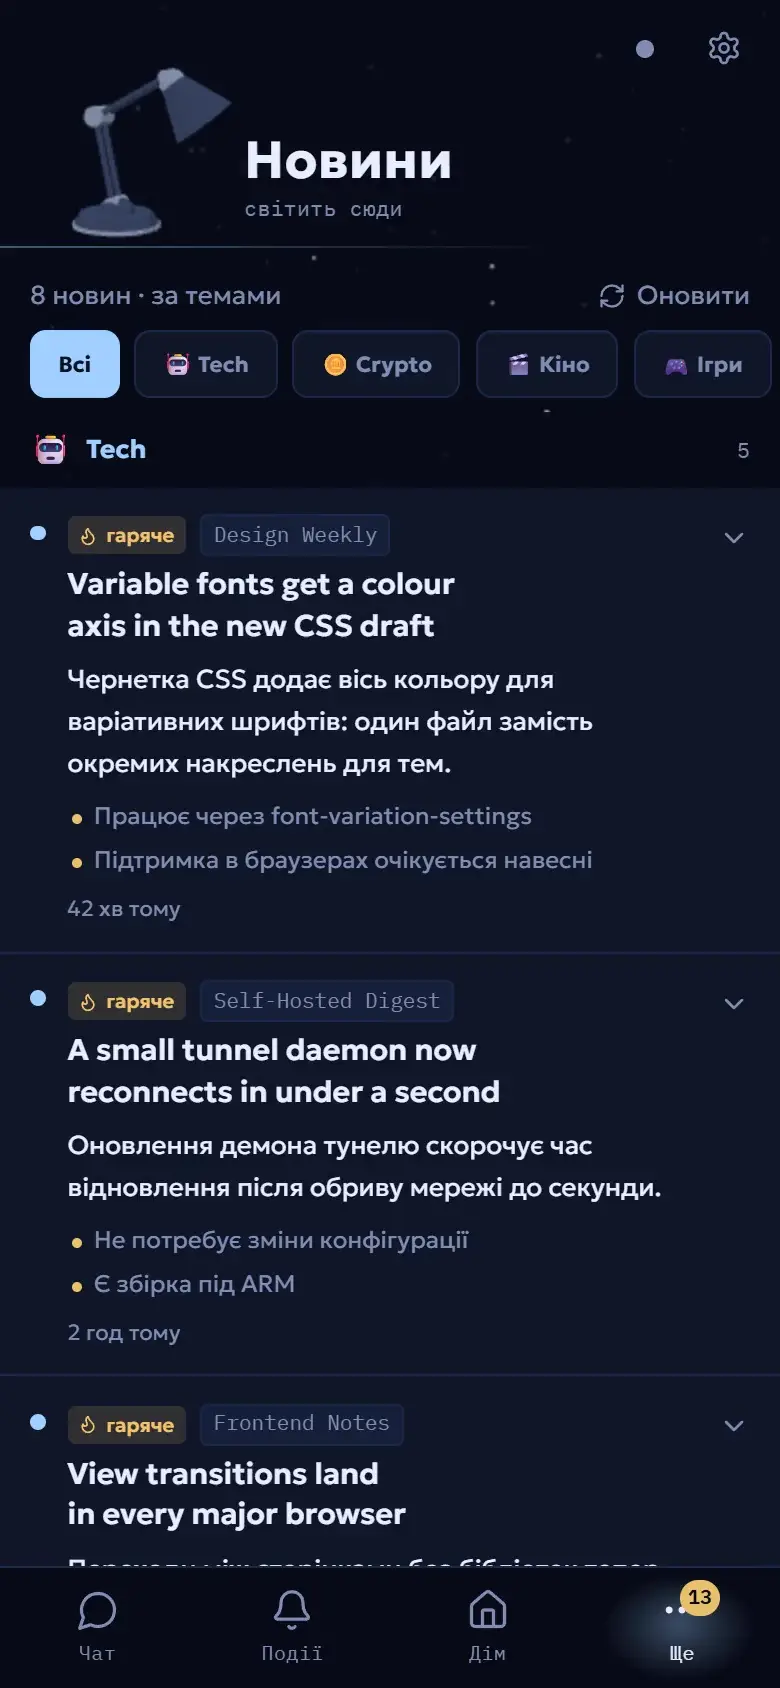 Новини
світить сюди
8 новин · за темами
Оновити
Всі
Tech
Crypto
Кіно
Ігри
Tech
5
гаряче
Design Weekly
Variable fonts get a colour
axis in the new CSS draft
Чернетка CSS додає вісь кольору для
варіативних шрифтів: один файл замість
окремих накреслень для тем.
Працює через font-variation-settings
Підтримка в браузерах очікується навесні
42 хв тому
гаряче
Self-Hosted Digest
A small tunnel daemon now
reconnects in under a second
Оновлення демона тунелю скорочує час
відновлення після обриву мережі до секунди.
Не потребує зміни конфігурації
Є збірка під ARM
2 год тому
гаряче
Frontend Notes
View transitions land
in every major browser
13
Чат
Події
Дім
Ще